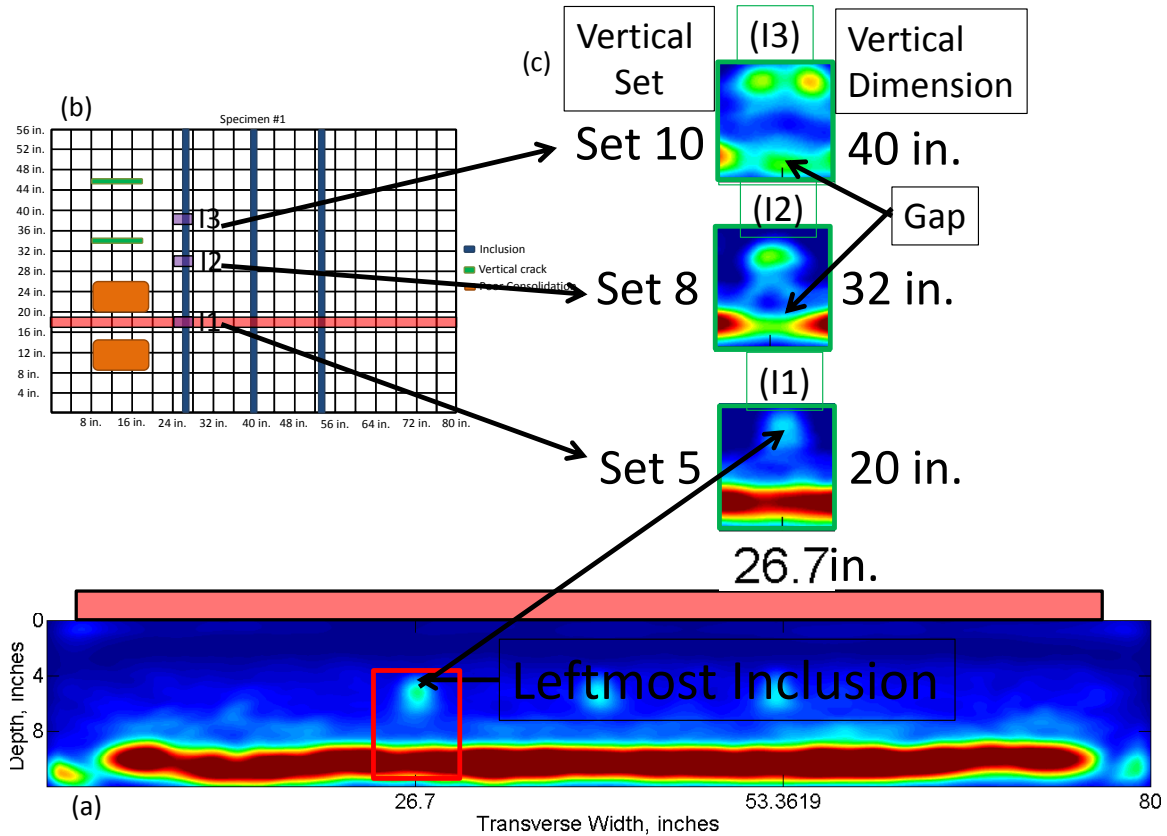 Vertical
Set
(I3)
Vertical
Dimension
(c)
(b)
Specimen #1
56 in.
52 in.
48 in.
44 in.
40 in.
36 in.
32 in.
28 in.
24 in.
20 in.
16 in.
12 in.
8 in.
4 in.
I3
I2
I1
8 in.
16 in.
24 in.
32 in.
40 in.
48 in.
56 in.
64 in.
72 in.
80 in.
Inclusion
Vertical crack
Poor Consolidation
Set 10
40 in.
Gap
(I2)
Set 8
32 in.
(I1)
Set 5
20 in.
26.7in.
Leftmost Inclusion
0
4
8
Depth, inches
(a)
26.7
53.3619
80
Transverse Width, inches